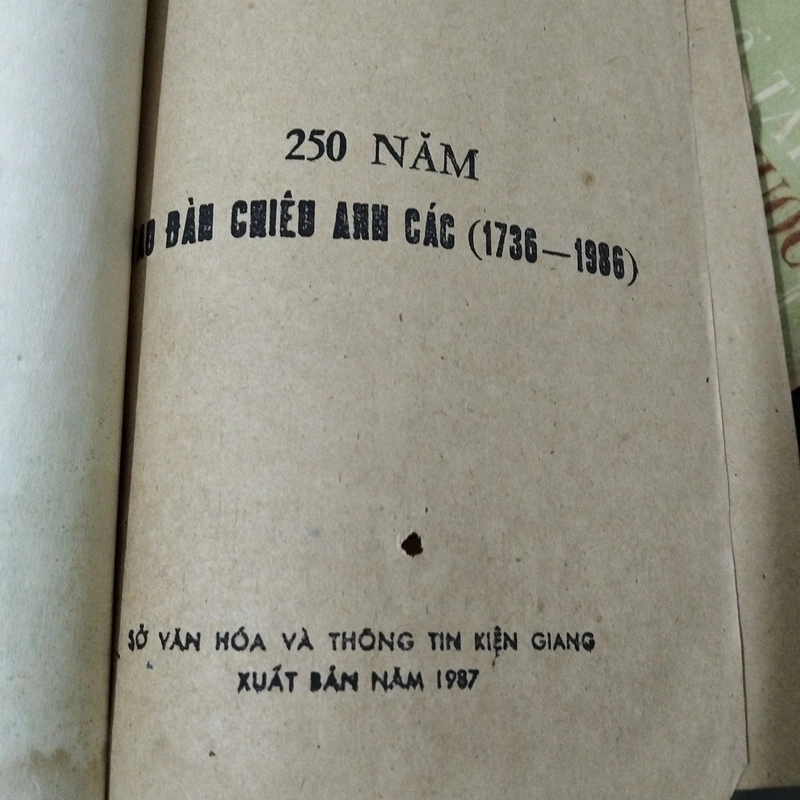 250 NĂM
ĐÀN CHIÊU ANH CÁC (1736—1986)
SỞ VĂN HÓA VÀ THÔNG TIN KIÊN GIANG
XUẤT BẢN NĂM 1987